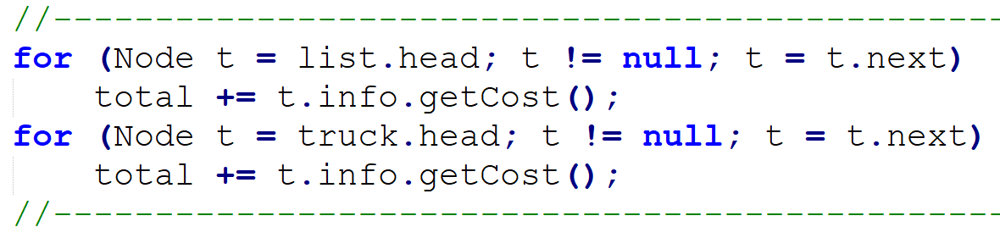 //-----------------------------------------------
for (Node t = list.head; t != null; t = t.next)
    total += t.info.getCost();
for (Node t = truck.head; t != null; t = t.next)
    total += t.info.getCost();
//-----------------------------------------------